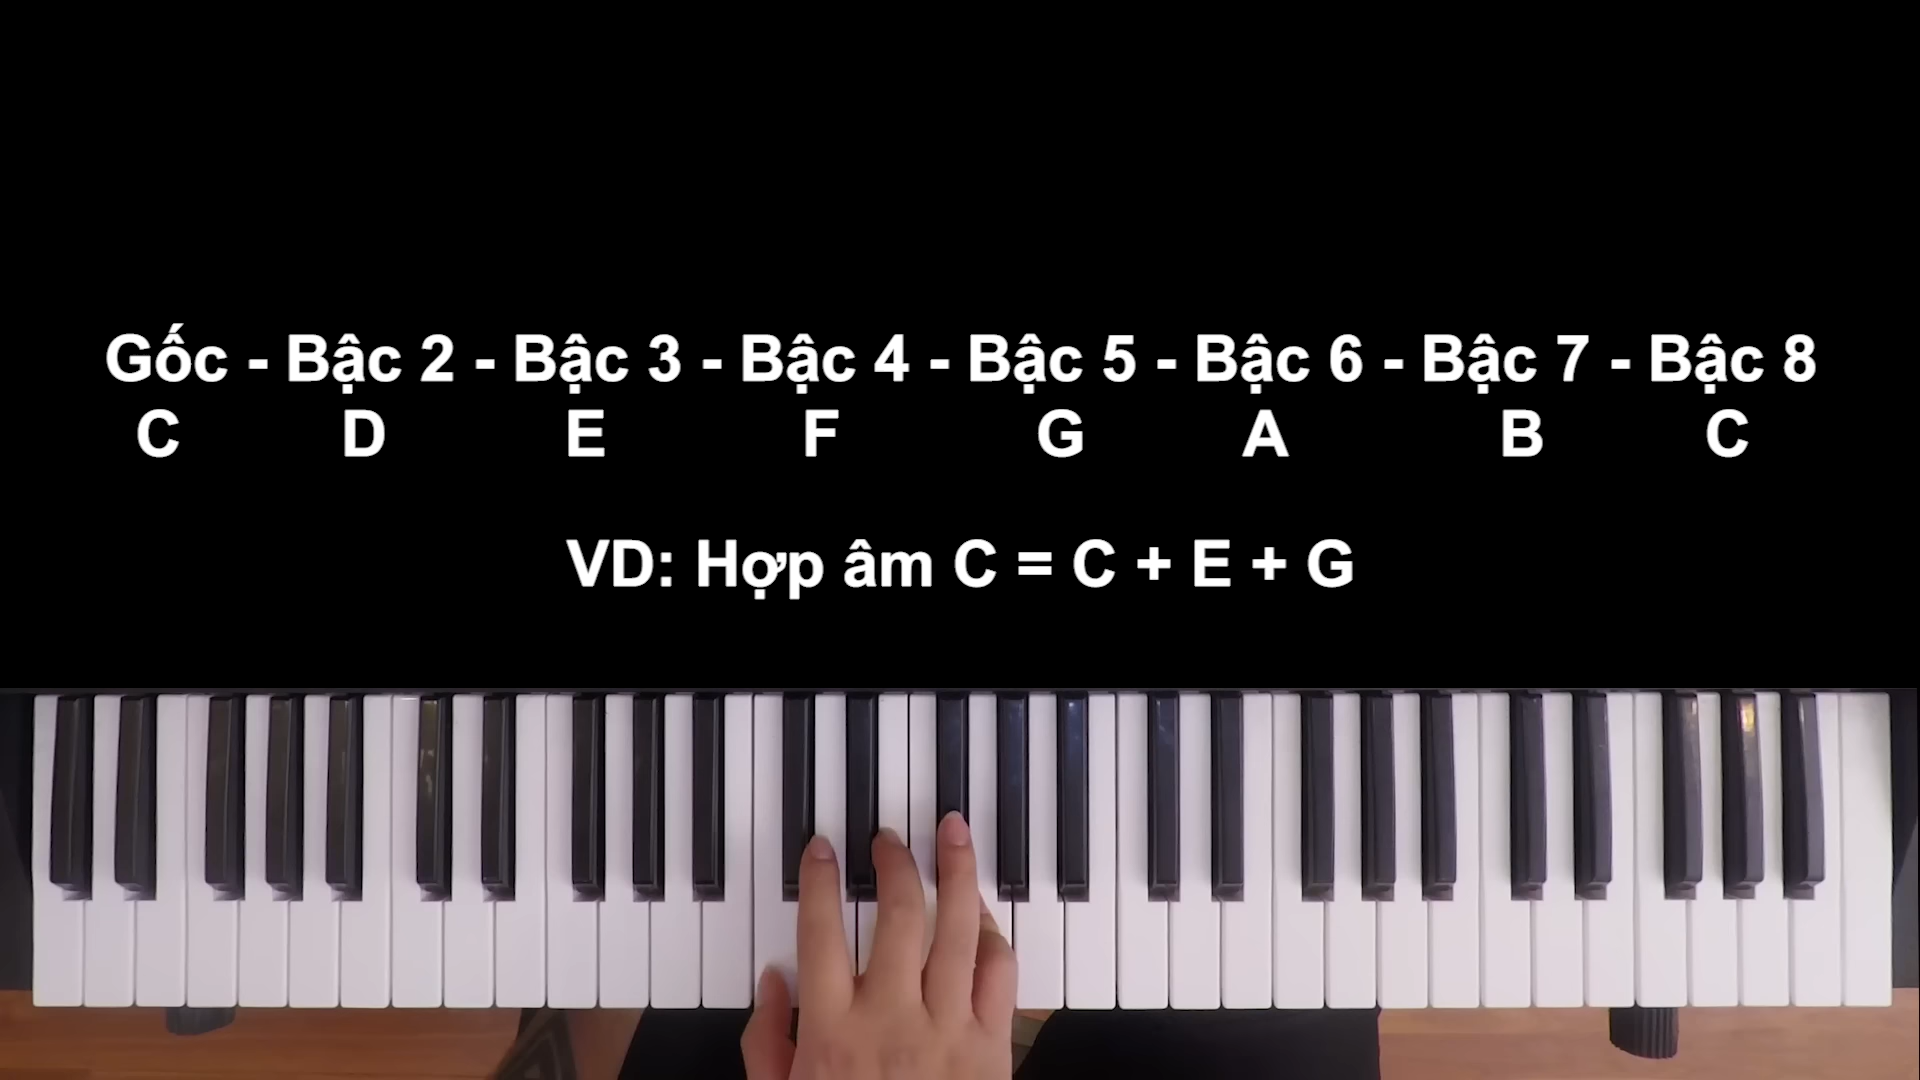 Gốc - Bậc 2 - Bậc 3 - Bậc 4 - Bậc 5 - Bậc 6 - Bậc 7 - Bậc 8
C D E F G A B C
VD: Hợp âm C = C + E + G